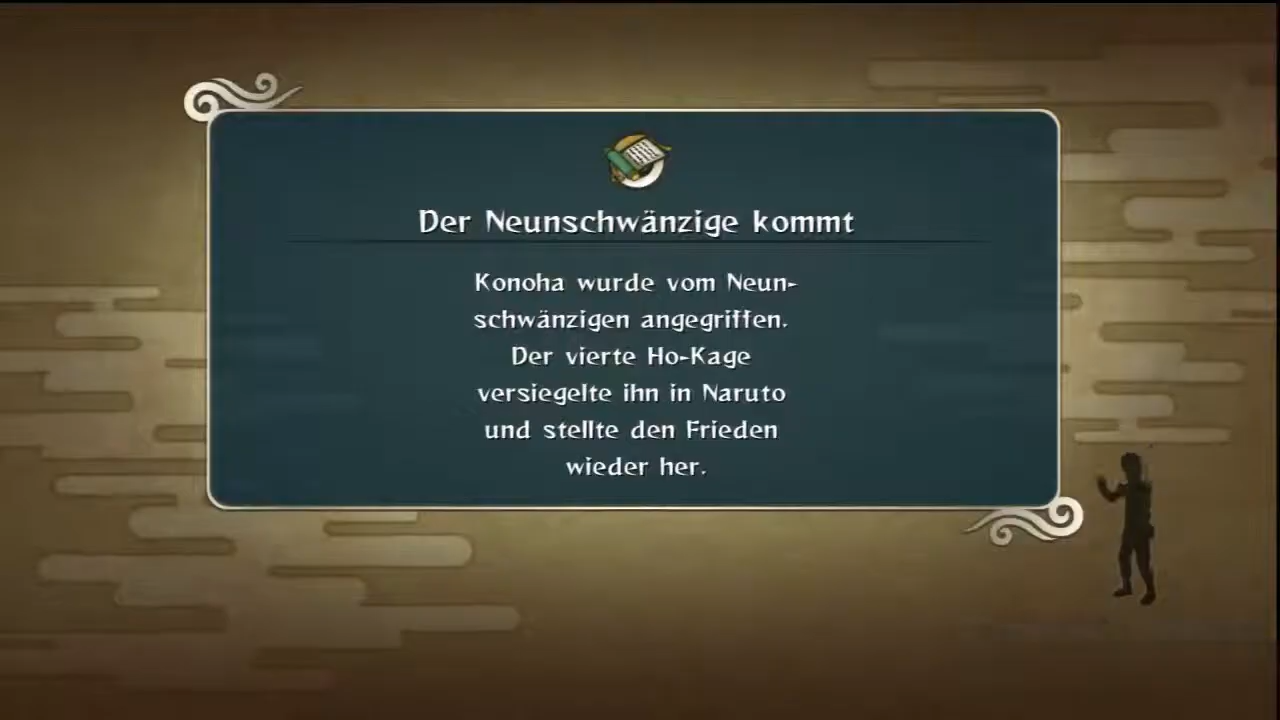 Der Neunschwänzige kommt
Konoha wurde vom Neun-
schwänzigen angegriffen.
Der vierte Ho-Kage
versiegelte ihn in Naruto
und stellte den Frieden
wieder her.